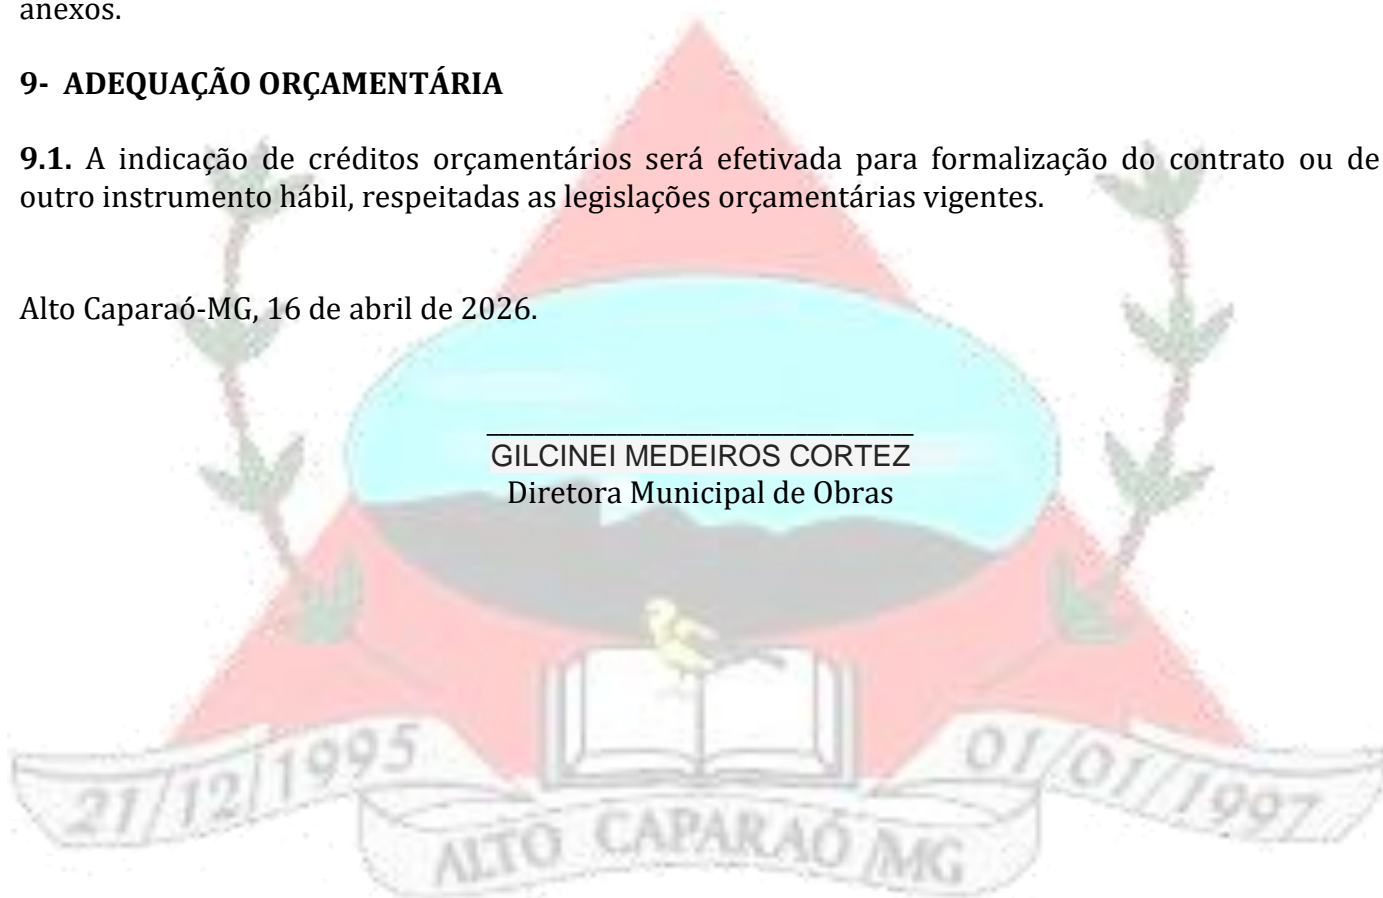 anexos.
9- ADEQUAÇÃO ORÇAMENTÁRIA
9.1. A indicação de créditos orçamentários será efetivada para formalização do contrato ou de
outro instrumento hábil, respeitadas as legislações orçamentárias vigentes.
Alto Caparaó-MG, 16 de abril de 2026.
GILCINEI MEDEIROS CORTEZ
Diretora Municipal de Obras
21/12/1995
01/01/1997
ALTO CAPARAÓ MG